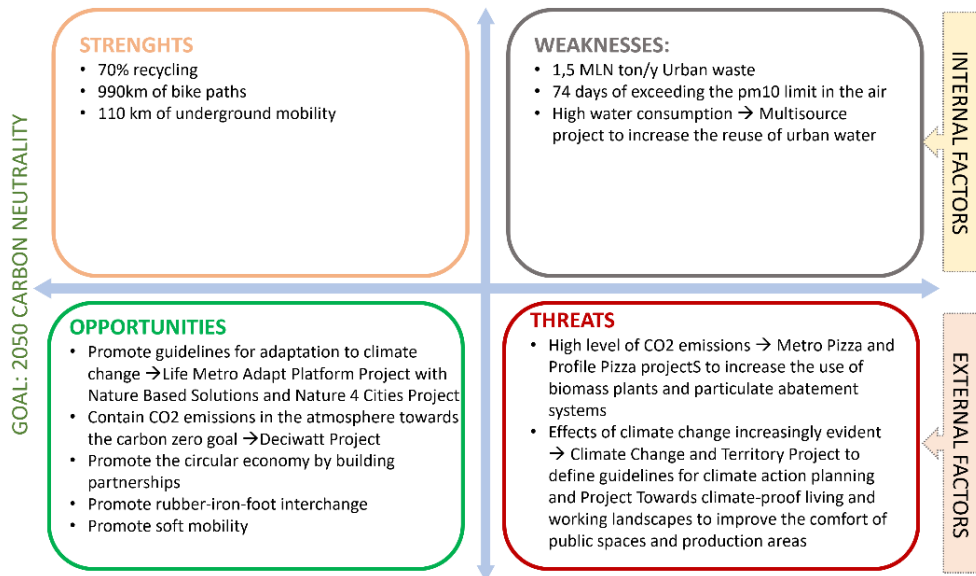 GOAL: 2050 CARBON NEUTRALITY
STRENGHTS
• 70% recycling
• 990km of bike paths
• 110 km of underground mobility
WEAKNESSES:
• 1,5 MLN ton/y Urban waste
• 74 days of exceeding the pm10 limit in the air
• High water consumption → Multisource
project to increase the reuse of urban water
INTERNAL FACTORS
OPPORTUNITIES
• Promote guidelines for adaptation to climate
change →Life Metro Adapt Platform Project with
Nature Based Solutions and Nature 4 Cities Project
• Contain CO2 emissions in the atmosphere towards
the carbon zero goal →Deciwatt Project
• Promote the circular economy by building
partnerships
• Promote rubber-iron-foot interchange
• Promote soft mobility
THREATS
• High level of CO2 emissions → Metro Pizza and
Profile Pizza projectS to increase the use of
biomass plants and particulate abatement
systems
• Effects of climate change increasingly evident
→ Climate Change and Territory Project to
define guidelines for climate action planning
and Project Towards climate-proof living and
working landscapes to improve the comfort of
public spaces and production areas
EXTERNAL FACTORS